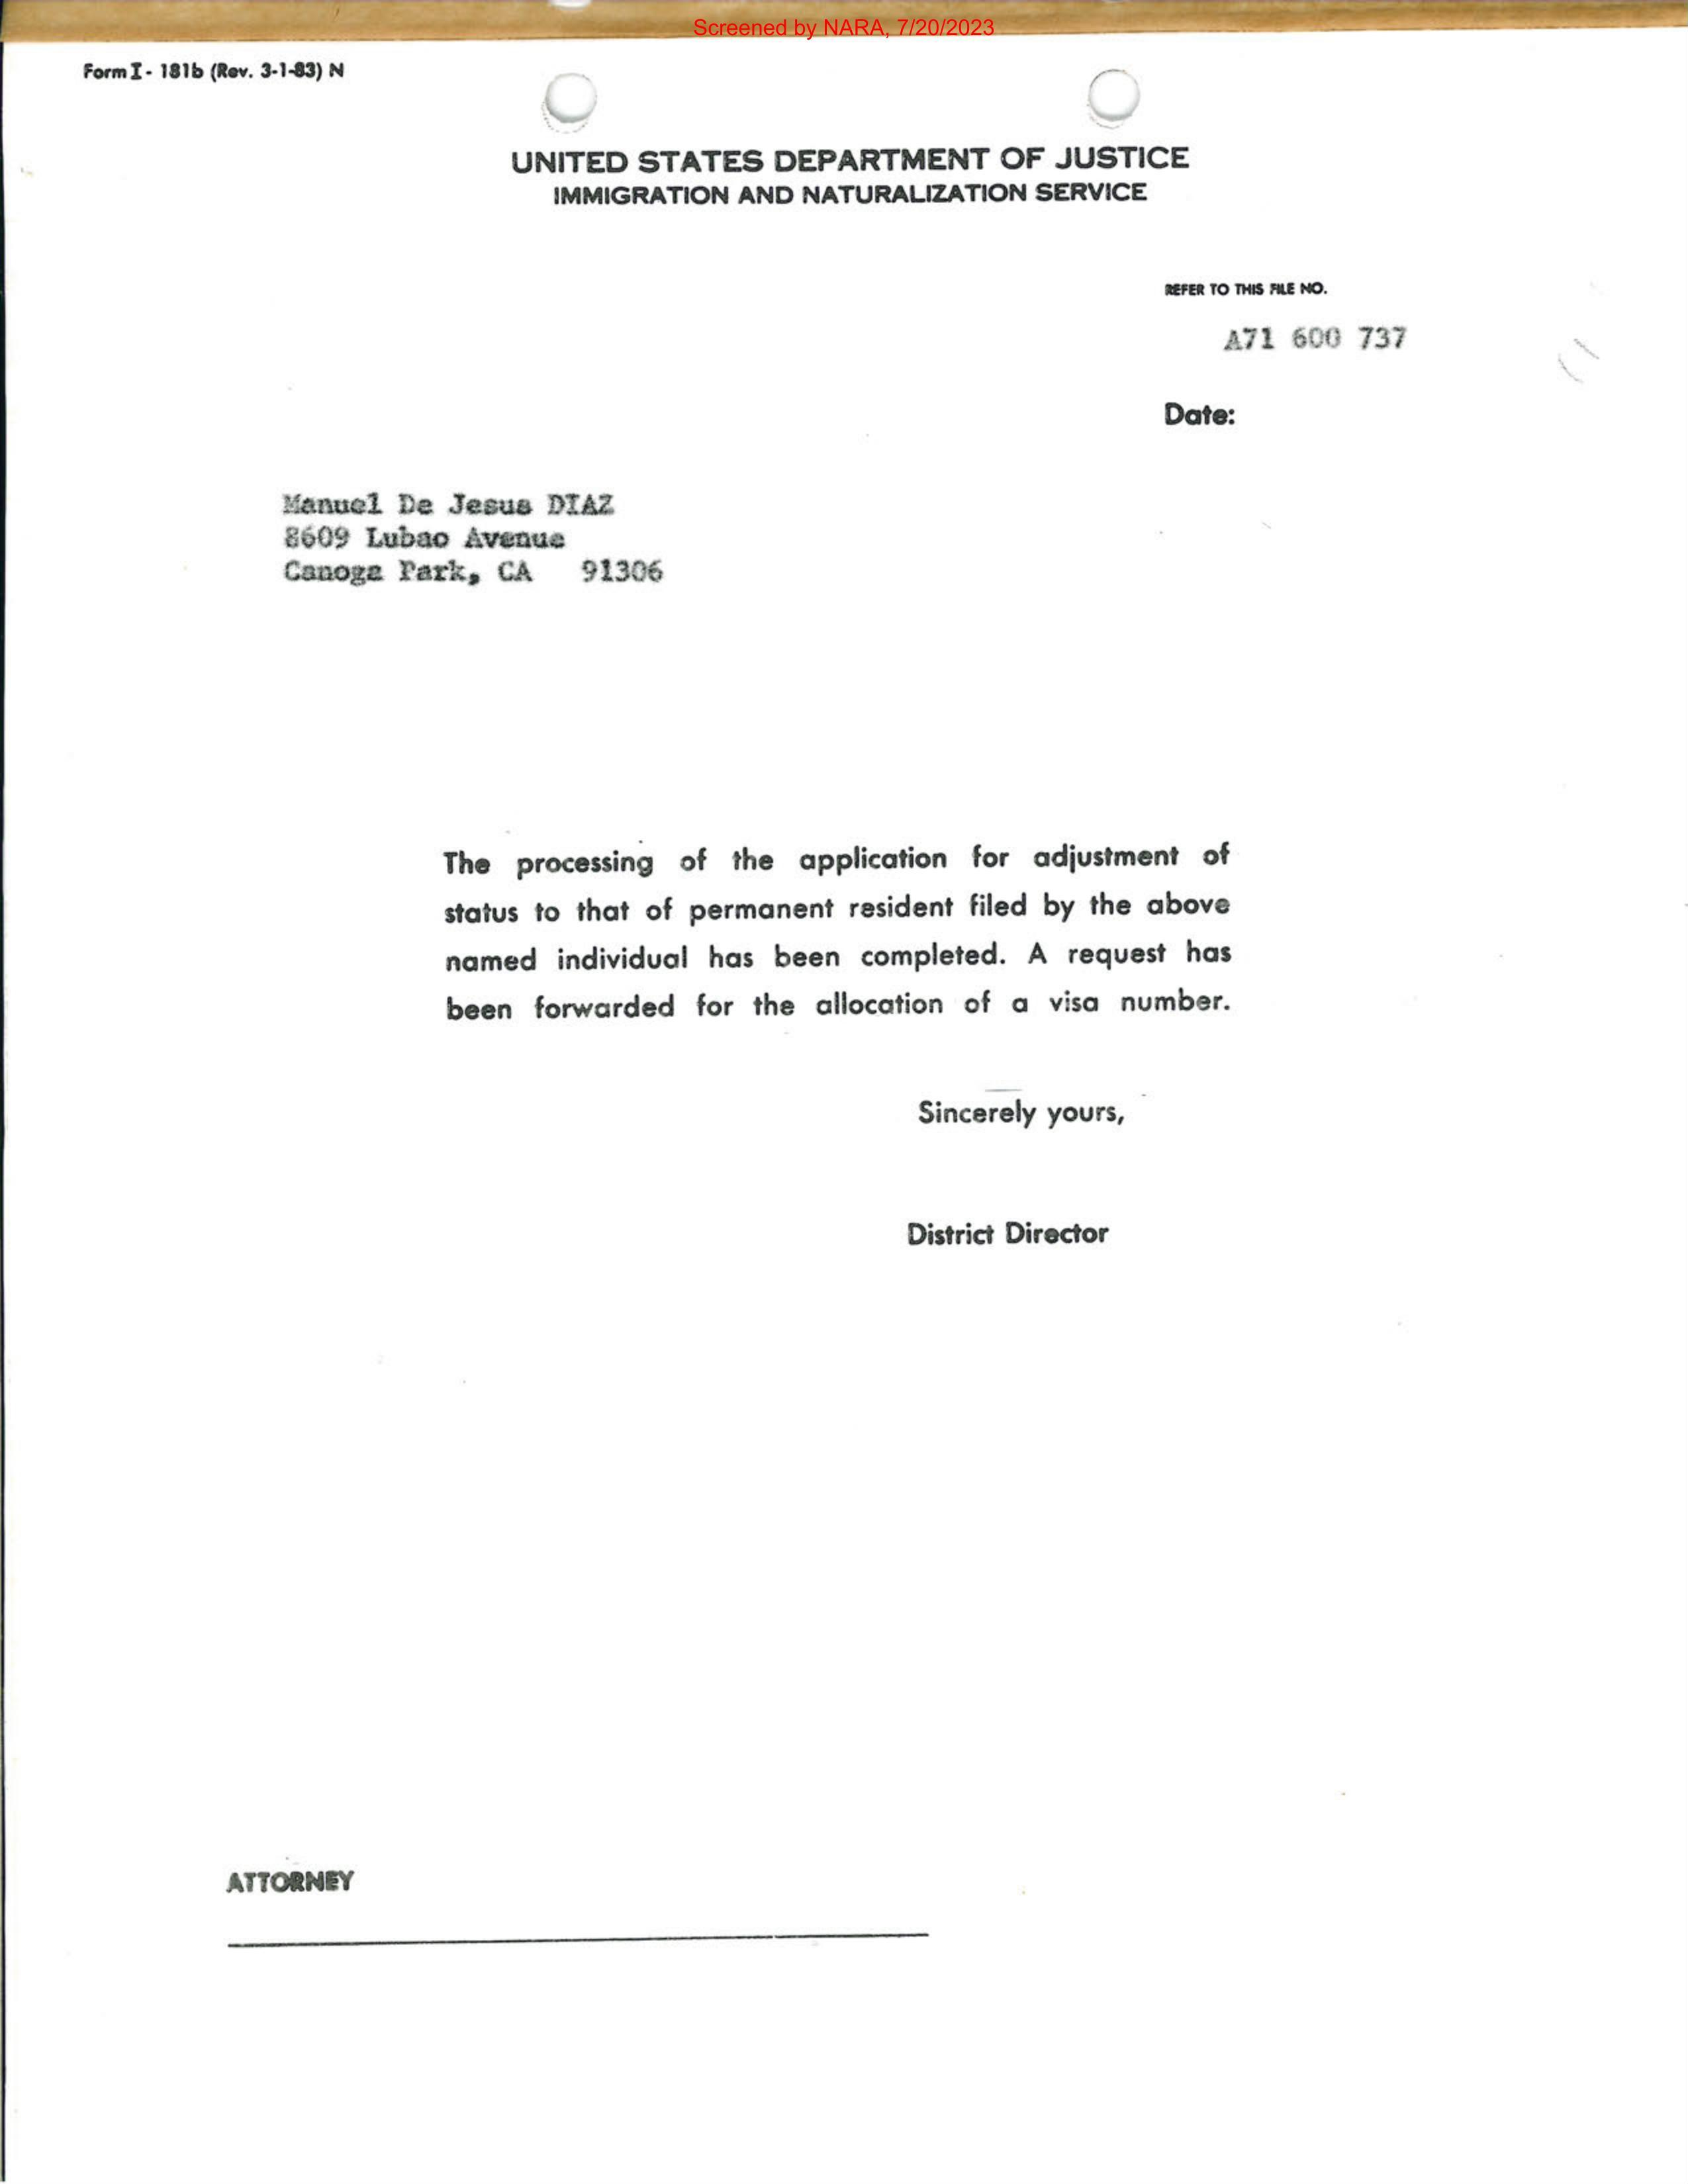 Screened by NARA, 7/20/2023
Form I - 181b (Rev. 3-1-83) N
UNITED STATES DEPARTMENT OF JUSTICE
IMMIGRATION AND NATURALIZATION SERVICE
REFER TO THIS FILE NO.
A71 600 737
Date:
Manuel De Jesus DIAZ
8609 Lubao Avenue
Canoga Park, CA 91306
The processing of the application for adjustment of
status to that of permanent resident filed by the above
named individual has been completed. A request has
been forwarded for the allocation of a visa number.
Sincerely yours,
District Director
ATTORNEY